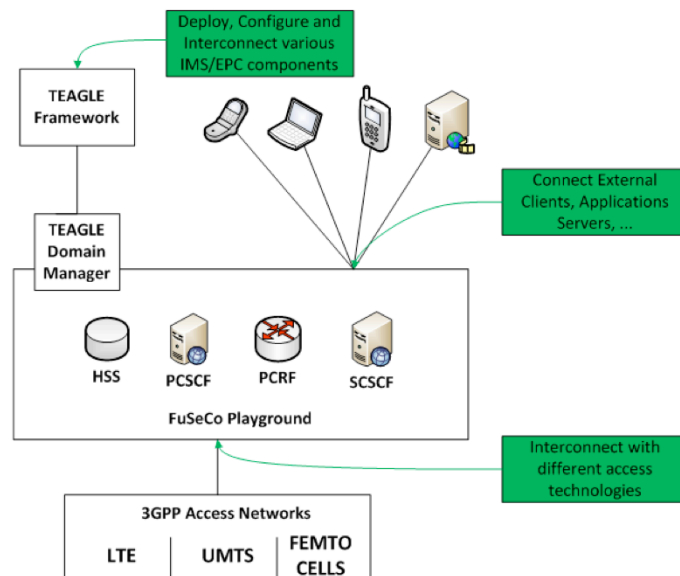 Deploy, Configure and
Interconnect various
IMS/EPC components
TEAGLE
Framework
Connect External
Clients, Applications
Servers, ...
TEAGLE
Domain
Manager
HSS
PCSCF
PCRF
SCSCF
FuSeCo Playground
Interconnect with
different access
technologies
3GPP Access Networks
LTE
UMTS
FEMTO
CELLS